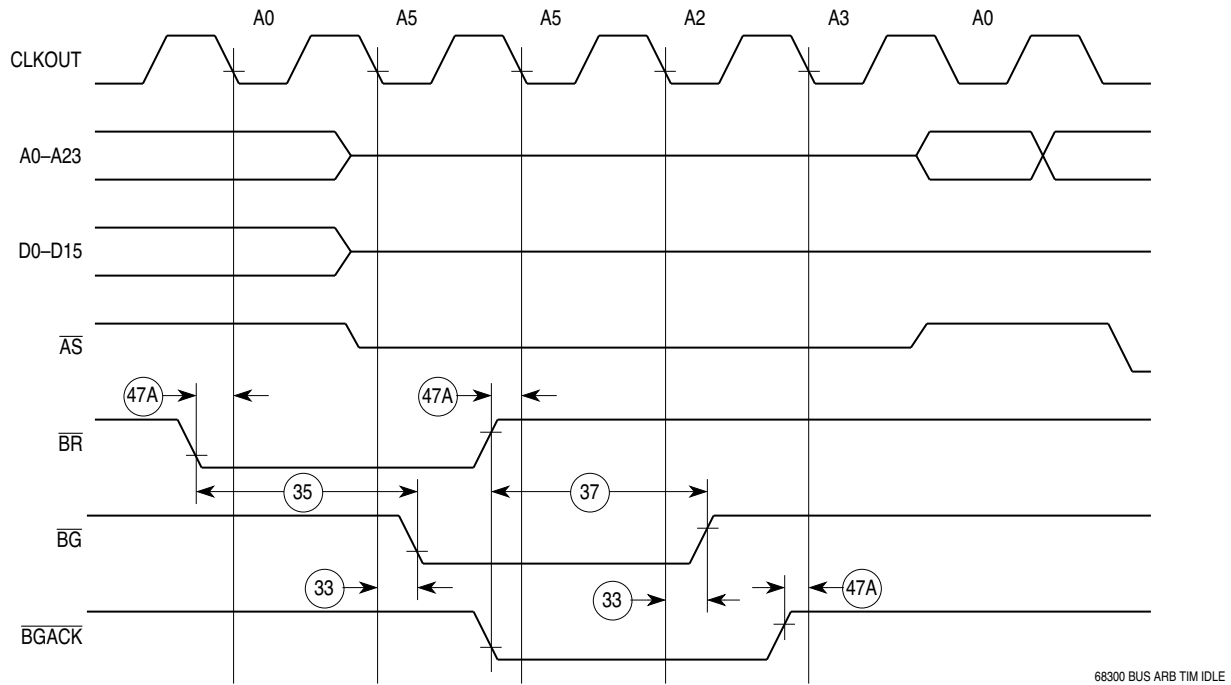 A0 A5 A5 A2 A3 A0
CLKOUT
A0–A23
D0–D15
AS
47A 47A
BR
35 37
BG
33 33 47A
BGACK
68300 BUS ARB TIM IDLE